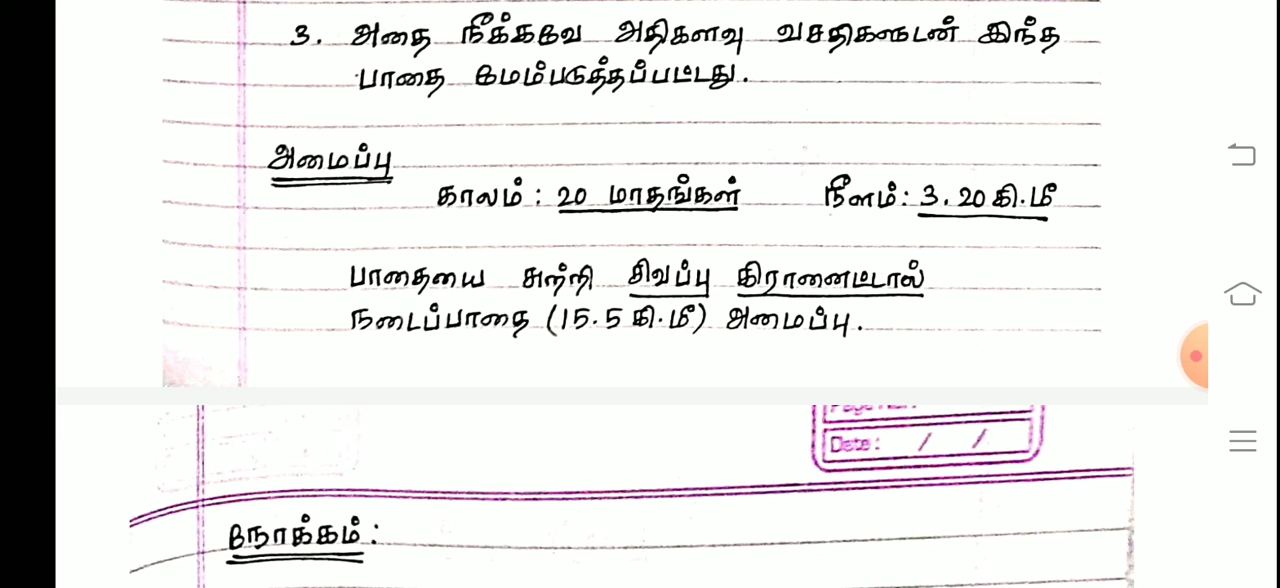 3. அதை நீக்கவே அதிகளவு வசதிகளுடன் இந்த
பாதை மேம்படுத்தப்பட்டது.
அமைப்பு
காலம் : 20 மாதங்கள் நீளம் : 3.20 கி.மீ
பாதையை சுற்றி சிவப்பு கிரானைட்டால்
நடைப்பாதை (15.5 கி.மீ) அமைப்பு.
Date : / /
நோக்கம் :